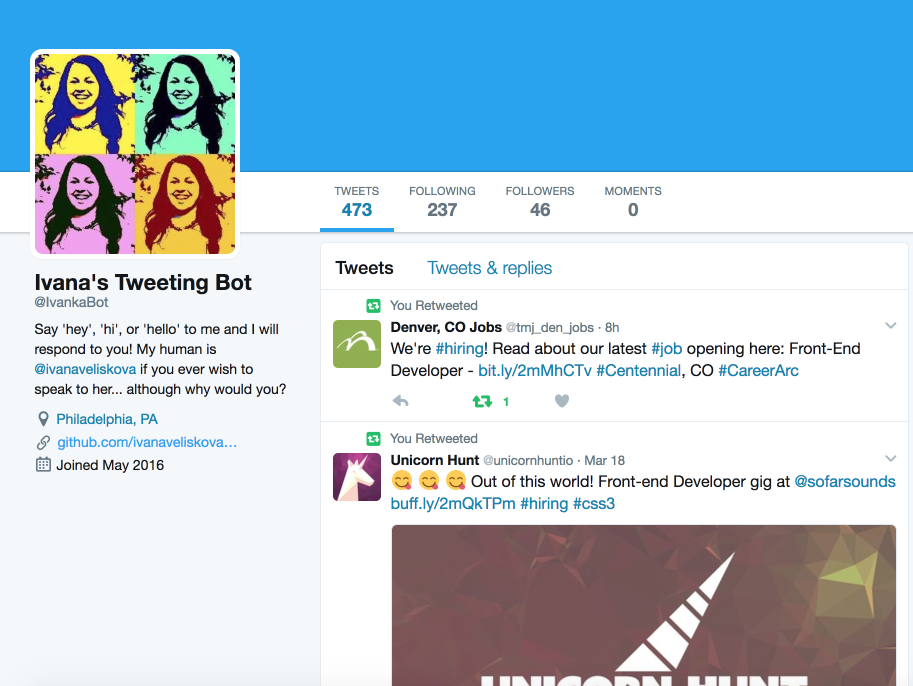 TWEETS FOLLOWING FOLLOWERS MOMENTS
473 237 46 0
Ivana's Tweeting Bot
@IvankaBot
Say 'hey', 'hi', or 'hello' to me and I will
respond to you! My human is
@ivanaveliskova if you ever wish to
speak to her... although why would you?
Philadelphia, PA
github.com/ivanaveliskova…
Joined May 2016
Tweets Tweets & replies
You Retweeted
Denver, CO Jobs @tmj_den_jobs · 8h
We're #hiring! Read about our latest #job opening here: Front-End
Developer - bit.ly/2mMhCTv #Centennial, CO #CareerArc
1
You Retweeted
Unicorn Hunt @unicornhuntio · Mar 18
😋 😋 😋 Out of this world! Front-end Developer gig at @sofarsounds
buff.ly/2mQkTPm #hiring #css3
UNICORN HUNT